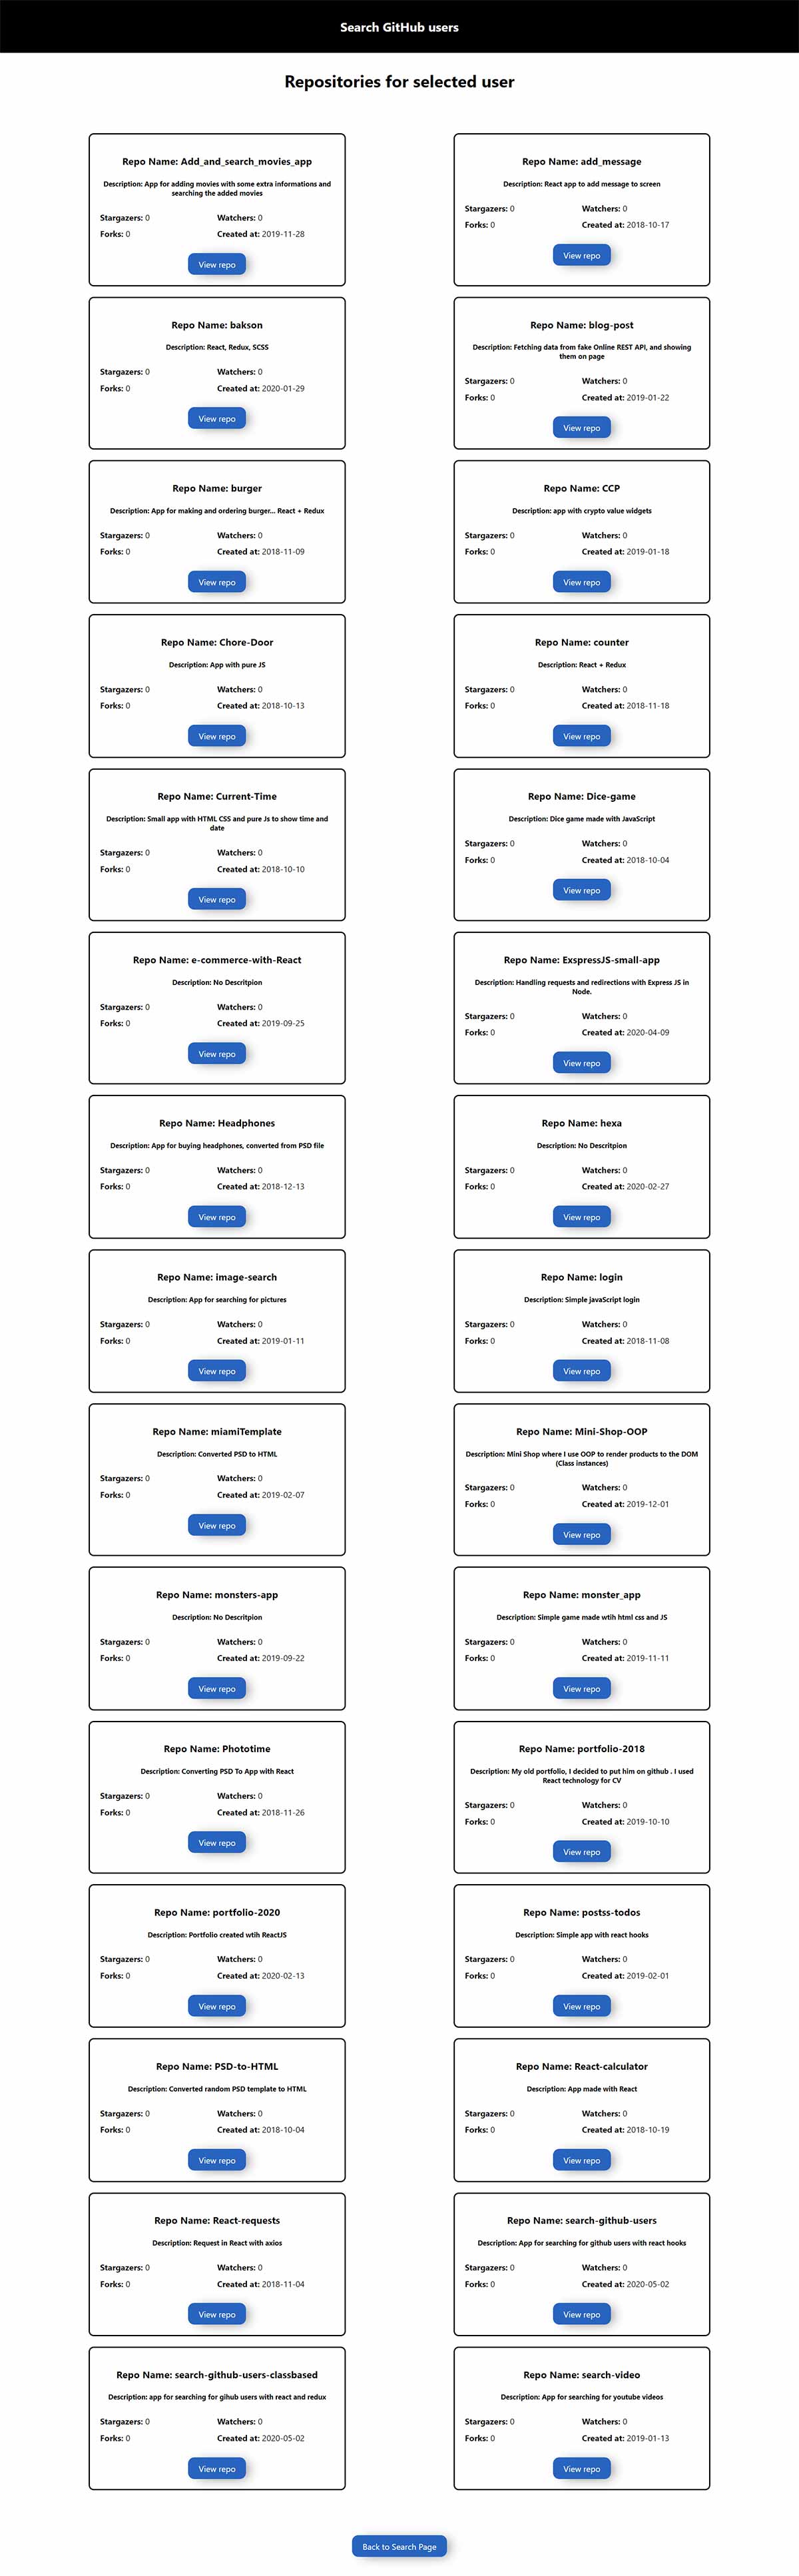 Search GitHub users
Repositories for selected user
Repo Name: Add_and_search_movies_app
Description: App for adding movies with some extra informations and
searching the added movies
Stargazers: 0 Watchers: 0
Forks: 0 Created at: 2019-11-28
View repo
Repo Name: add_message
Description: React app to add message to screen
Stargazers: 0 Watchers: 0
Forks: 0 Created at: 2018-10-17
View repo
Repo Name: bakson
Description: React, Redux, SCSS
Stargazers: 0 Watchers: 0
Forks: 0 Created at: 2020-01-29
View repo
Repo Name: blog-post
Description: Fetching data from fake Online REST API, and showing
them on page
Stargazers: 0 Watchers: 0
Forks: 0 Created at: 2019-01-22
View repo
Repo Name: burger
Description: App for making and ordering burger... React + Redux
Stargazers: 0 Watchers: 0
Forks: 0 Created at: 2018-11-09
View repo
Repo Name: CCP
Description: app with crypto value widgets
Stargazers: 0 Watchers: 0
Forks: 0 Created at: 2019-01-18
View repo
Repo Name: Chore-Door
Description: App with pure JS
Stargazers: 0 Watchers: 0
Forks: 0 Created at: 2018-10-13
View repo
Repo Name: counter
Description: React + Redux
Stargazers: 0 Watchers: 0
Forks: 0 Created at: 2018-11-18
View repo
Repo Name: Current-Time
Description: Small app with HTML CSS and pure Js to show time and
date
Stargazers: 0 Watchers: 0
Forks: 0 Created at: 2018-10-10
View repo
Repo Name: Dice-game
Description: Dice game made with JavaScript
Stargazers: 0 Watchers: 0
Forks: 0 Created at: 2018-10-04
View repo
Repo Name: e-commerce-with-React
Description: No Descritpion
Stargazers: 0 Watchers: 0
Forks: 0 Created at: 2019-09-25
View repo
Repo Name: ExspressJS-small-app
Description: Handling requests and redirections with Express JS in
Node.
Stargazers: 0 Watchers: 0
Forks: 0 Created at: 2020-04-09
View repo
Repo Name: Headphones
Description: App for buying headphones, converted from PSD file
Stargazers: 0 Watchers: 0
Forks: 0 Created at: 2018-12-13
View repo
Repo Name: hexa
Description: No Descritpion
Stargazers: 0 Watchers: 0
Forks: 0 Created at: 2020-02-27
View repo
Repo Name: image-search
Description: App for searching for pictures
Stargazers: 0 Watchers: 0
Forks: 0 Created at: 2019-01-11
View repo
Repo Name: login
Description: Simple javaScript login
Stargazers: 0 Watchers: 0
Forks: 0 Created at: 2018-11-08
View repo
Repo Name: miamiTemplate
Description: Converted PSD to HTML
Stargazers: 0 Watchers: 0
Forks: 0 Created at: 2019-02-07
View repo
Repo Name: Mini-Shop-OOP
Description: Mini Shop where I use OOP to render products to the DOM
(Class instances)
Stargazers: 0 Watchers: 0
Forks: 0 Created at: 2019-12-01
View repo
Repo Name: monsters-app
Description: No Descritpion
Stargazers: 0 Watchers: 0
Forks: 0 Created at: 2019-09-22
View repo
Repo Name: monster_app
Description: Simple game made wtih html css and JS
Stargazers: 0 Watchers: 0
Forks: 0 Created at: 2019-11-11
View repo
Repo Name: Phototime
Description: Converting PSD To App with React
Stargazers: 0 Watchers: 0
Forks: 0 Created at: 2018-11-26
View repo
Repo Name: portfolio-2018
Description: My old portfolio, I decided to put him on github . I used
React technology for CV
Stargazers: 0 Watchers: 0
Forks: 0 Created at: 2019-10-10
View repo
Repo Name: portfolio-2020
Description: Portfolio created wtih ReactJS
Stargazers: 0 Watchers: 0
Forks: 0 Created at: 2020-02-13
View repo
Repo Name: postss-todos
Description: Simple app with react hooks
Stargazers: 0 Watchers: 0
Forks: 0 Created at: 2019-02-01
View repo
Repo Name: PSD-to-HTML
Description: Converted random PSD template to HTML
Stargazers: 0 Watchers: 0
Forks: 0 Created at: 2018-10-04
View repo
Repo Name: React-calculator
Description: App made with React
Stargazers: 0 Watchers: 0
Forks: 0 Created at: 2018-10-19
View repo
Repo Name: React-requests
Description: Request in React with axios
Stargazers: 0 Watchers: 0
Forks: 0 Created at: 2018-11-04
View repo
Repo Name: search-github-users
Description: App for searching for github users with react hooks
Stargazers: 0 Watchers: 0
Forks: 0 Created at: 2020-05-02
View repo
Repo Name: search-github-users-classbased
Description: app for searching for gihub users with react and redux
Stargazers: 0 Watchers: 0
Forks: 0 Created at: 2020-05-02
View repo
Repo Name: search-video
Description: App for searching for youtube videos
Stargazers: 0 Watchers: 0
Forks: 0 Created at: 2019-01-13
View repo
Back to Search Page